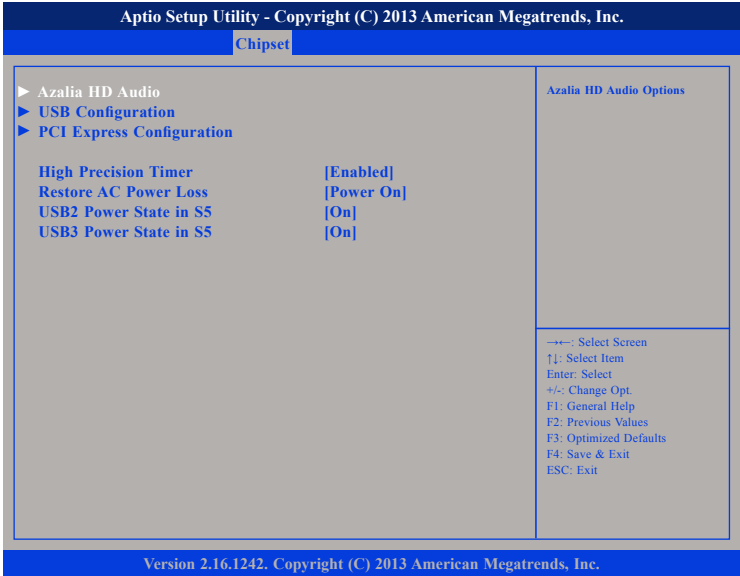 Aptio Setup Utility - Copyright (C) 2013 American Megatrends, Inc.
Chipset
► Azalia HD Audio
► USB Configuration
► PCI Express Configuration
High Precision Timer [Enabled]
Restore AC Power Loss [Power On]
USB2 Power State in S5 [On]
USB3 Power State in S5 [On]
Azalia HD Audio Options
→←: Select Screen
↑↓: Select Item
Enter: Select
+/-: Change Opt.
F1: General Help
F2: Previous Values
F3: Optimized Defaults
F4: Save & Exit
ESC: Exit
Version 2.16.1242. Copyright (C) 2013 American Megatrends, Inc.